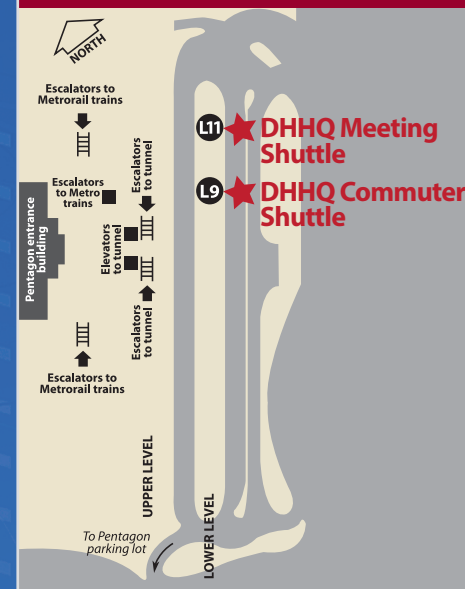 NORTH
Escalators to
Metrorail trains
Escalators
to tunnel
L11
DHHQ Meeting
Shuttle
Escalators
to Metro
trains
L9
DHHQ Commuter
Shuttle
Pentagon entrance
building
Elevators
to tunnel
Escalators
to tunnel
Escalators to
Metrorail trains
UPPER LEVEL
LOWER LEVEL
To Pentagon
parking lot